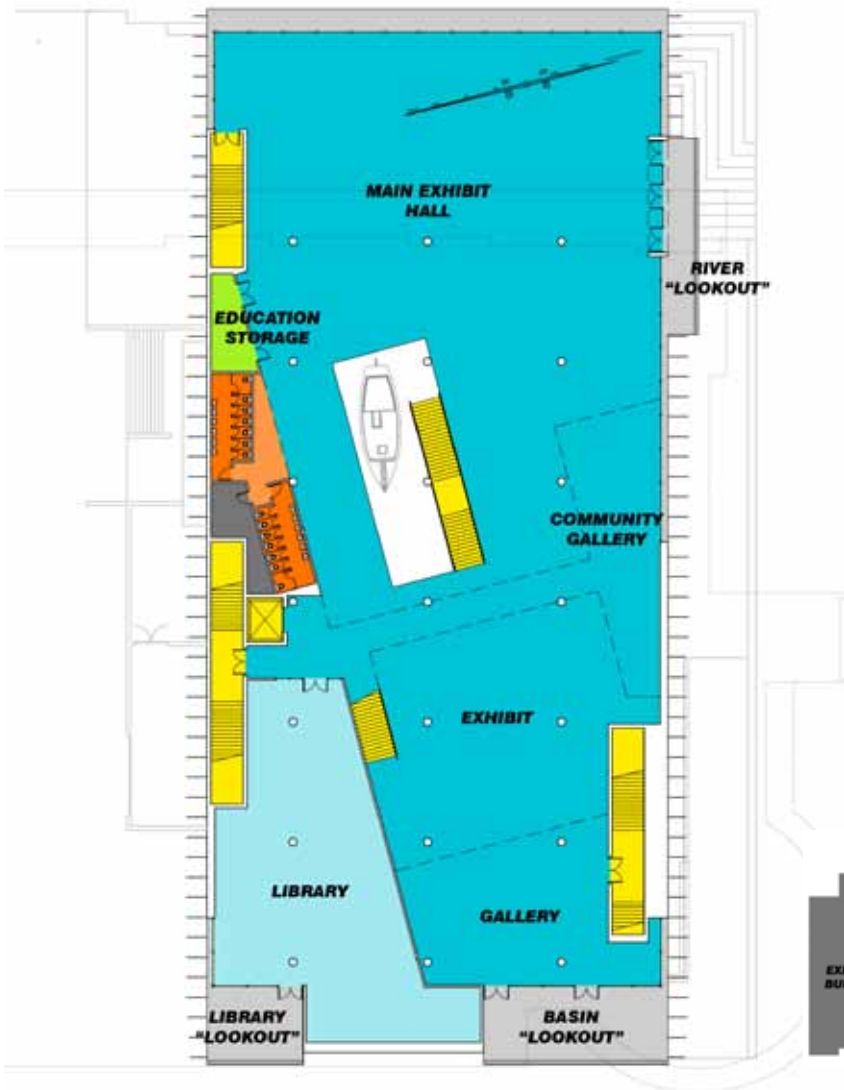 MAIN EXHIBIT
HALL
RIVER
"LOOKOUT"
EDUCATION
STORAGE
COMMUNITY
GALLERY
EXHIBIT
LIBRARY
GALLERY
LIBRARY
"LOOKOUT"
BASIN
"LOOKOUT"